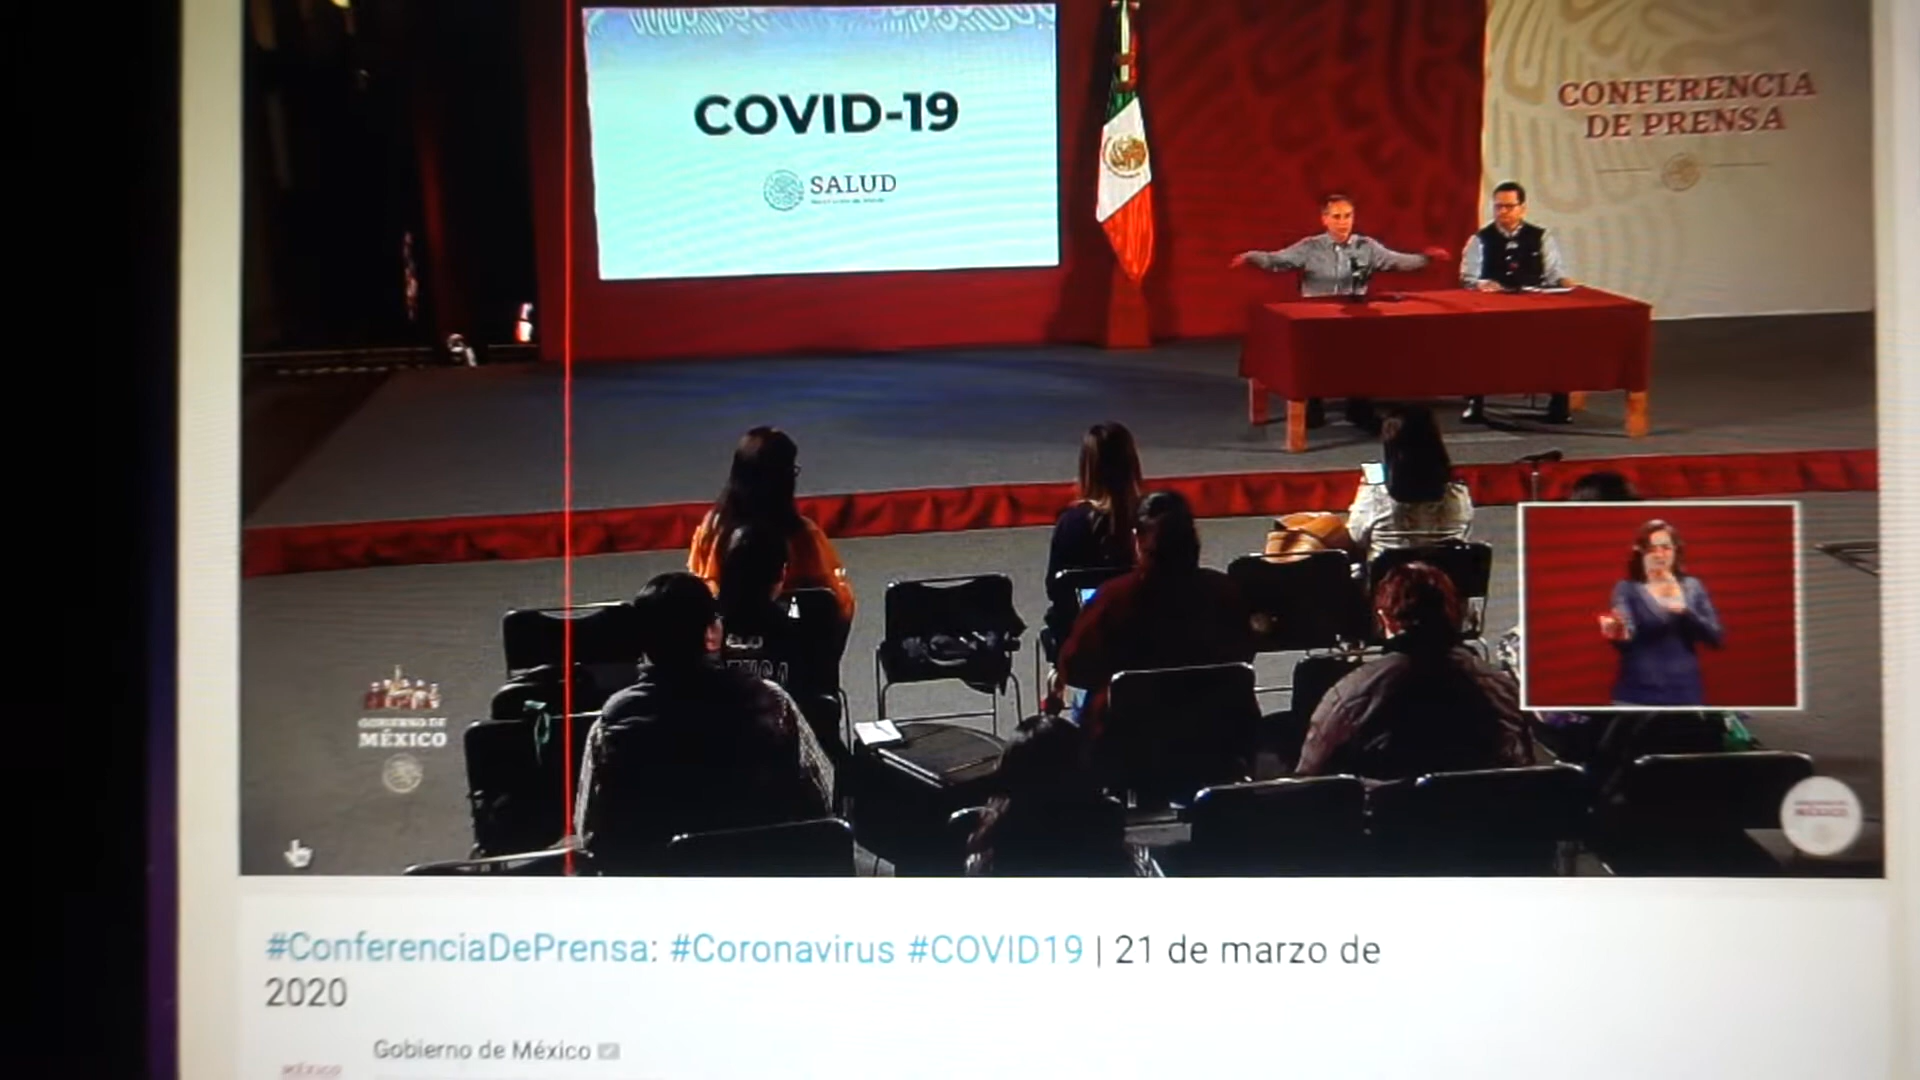 COVID-19
SALUD
CONFERENCIA
DE PRENSA
GOBIERNO DE
MÉXICO
#ConferenciaDePrensa: #Coronavirus #COVID19 | 21 de marzo de
2020
Gobierno de México
MÉXICO